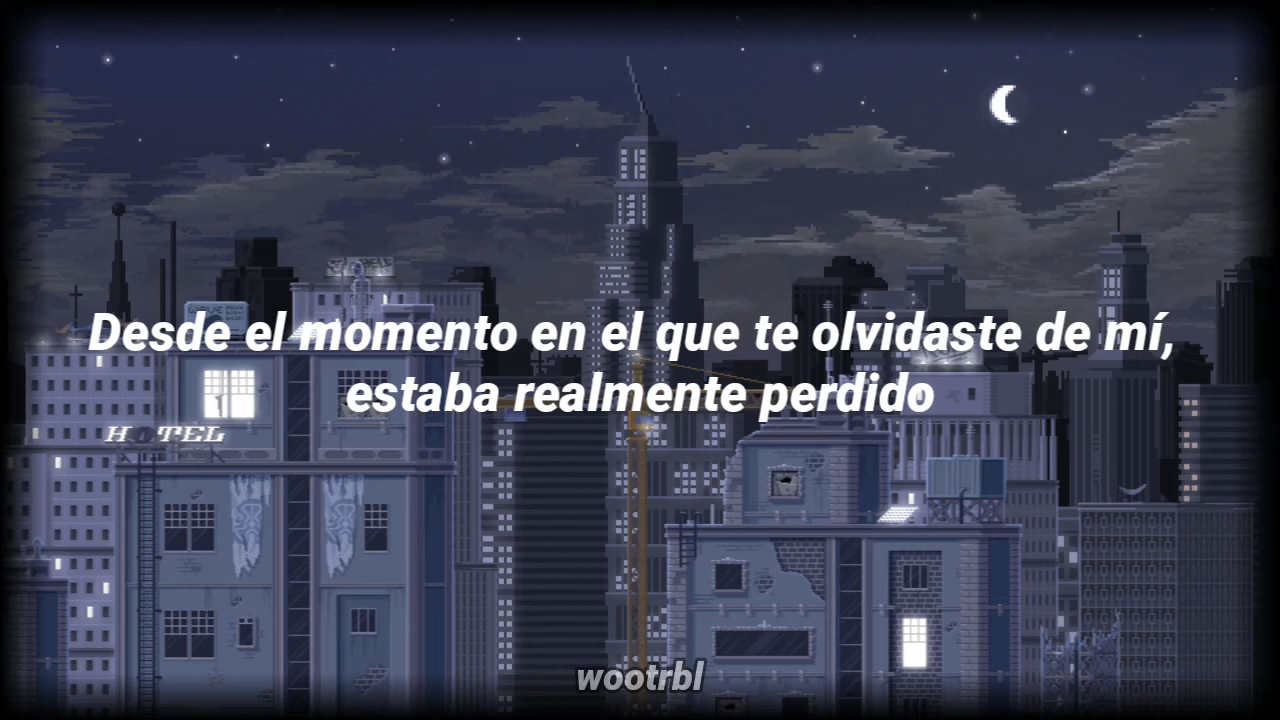 Desde el momento en el que te olvidaste de mí,
estaba realmente perdido
HOTEL
wootrbl